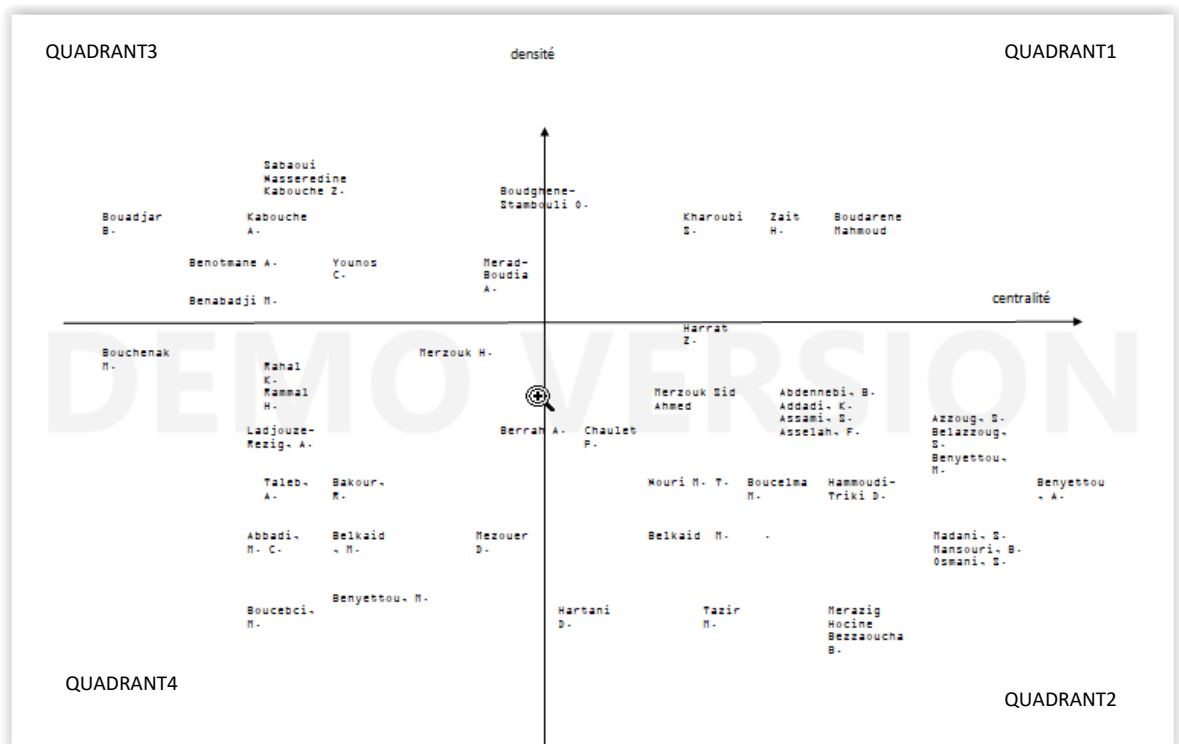 QUADRANT3
densité
QUADRANT1
Sabaoui
Nasseredine
Kabouche Z.
Boudghene-
Stambouli O.
Bouadjar
B.
Kabouche
A.
Kharoubi
S.
Zait
H.
Boudarene
Mahmoud
Benotmane A.
Younos
C.
Merad-
Boudia
A.
Benabadji M.
centralité
Harrat
Z.
DEMO VERSION
Bouchenak
M.
Merzouk H.
Rahal
K.
Rammal
H.
Merzouk Sid
Ahmed
Abdennebi, B.
Addadi, K.
Assami, S.
Asselah, F.
Azzoug, S.
Belazzoug,
S.
Benyettou,
M.
Ladjouze-
Rezig, A.
Berrah A.
Chaulet
P.
Taleb,
A.
Bakour,
R.
Nouri M. T.
Boucelma
M.
Hammoudi-
Triki D.
Benyettou
, A.
Abbadi,
M. C.
Belkaid
, M.
Mezouer
D.
Belkaid M. .
Madani, S.
Mansouri, B.
Osmani, S.
Benyettou, M.
Boucebci,
M.
Hartani
D.
Tazir
M.
Merazig
Hocine
Bezzaoucha
B.
QUADRANT4
QUADRANT2